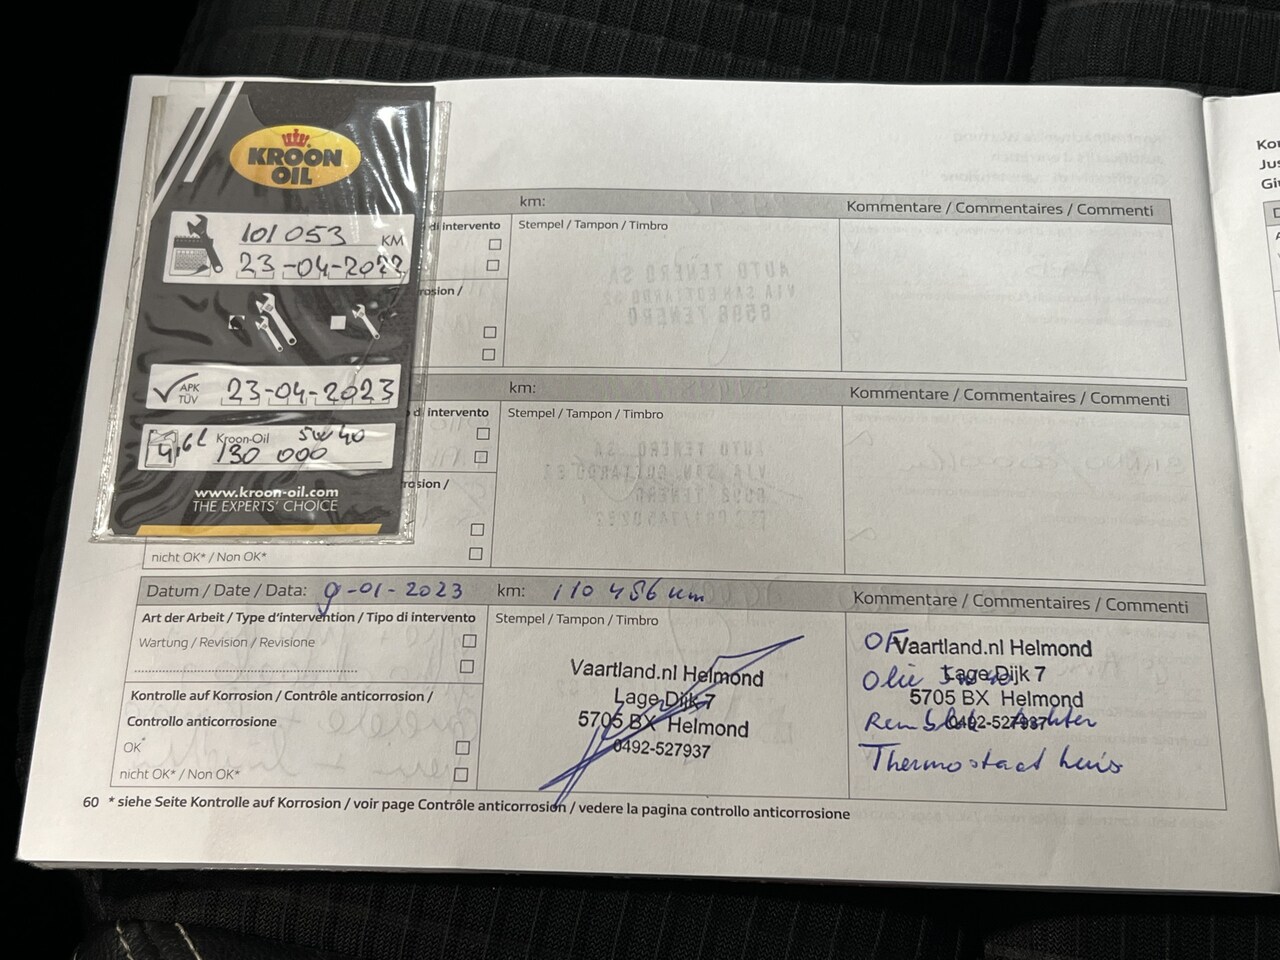 KROON
OIL
101 053 KM
23-04-2022
APK
TÜV
23-04-2023
4,6L Kroon-Oil 5W40
130 000
www.kroon-oil.com
THE EXPERTS' CHOICE
km:
Kommentare / Commentaires / Commenti
di intervento
Stempel / Tampon / Timbro
rosion /
km:
Kommentare / Commentaires / Commenti
o di intervento
Stempel / Tampon / Timbro
rosion /
nicht OK* / Non OK*
Datum / Date / Data: 9-01-2023 km: 110 456 km
Kommentare / Commentaires / Commenti
Art der Arbeit / Type d'intervention / Tipo di intervento
Wartung / Revision / Revisione
Kontrolle auf Korrosion / Contrôle anticorrosion /
Controllo anticorrosione
OK*
nicht OK* / Non OK*
Stempel / Tampon / Timbro
Vaartland.nl Helmond
Lage Dijk 7
5705 BX Helmond
0492-527937
OF
Vaartland.nl Helmond
Olie
Lage Dijk 7
5705 BX Helmond
0492-527937
Thermostaat huis
60 * siehe Seite Kontrolle auf Korrosion / voir page Contrôle anticorrosion / vedere la pagina controllo anticorrosione
Kor
Jus
Giu